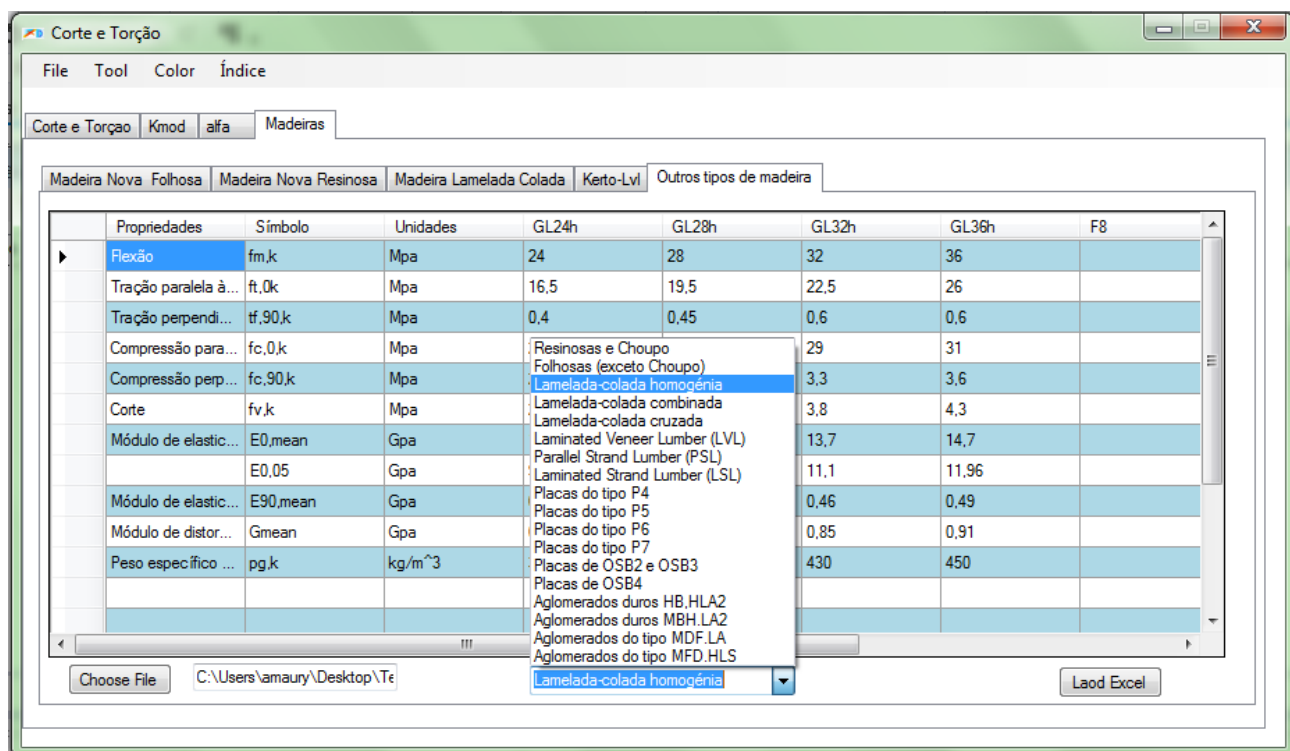 Corte e Torção
File Tool Color Índice
Corte e Torçao Kmod alfa Madeiras
Madeira Nova Folhosa Madeira Nova Resinosa Madeira Lamelada Colada Kerto-Lvl Outros tipos de madeira
Propriedades Símbolo Unidades GL24h GL28h GL32h GL36h F8
Flexão fm,k Mpa 24 28 32 36
Tração paralela à... ft,0k Mpa 16,5 19,5 22,5 26
Tração perpendi... tf,90,k Mpa 0,4 0,45 0,6 0,6
Compressão para... fc,0,k Mpa 29 31
Compressão perp... fc,90,k Mpa 3,3 3,6
Corte fv,k Mpa 3,8 4,3
Módulo de elastic... E0,mean Gpa 13,7 14,7
E0,05 Gpa 11,1 11,96
Módulo de elastic... E90,mean Gpa 0,46 0,49
Módulo de distor... Gmean Gpa 0,85 0,91
Peso específico ... pg,k kg/m^3 430 450
Resinosas e Choupo
Folhosas (exceto Choupo)
Lamelada-colada homogénia
Lamelada-colada combinada
Lamelada-colada cruzada
Laminated Veneer Lumber (LVL)
Parallel Strand Lumber (PSL)
Laminated Strand Lumber (LSL)
Placas do tipo P4
Placas do tipo P5
Placas do tipo P6
Placas do tipo P7
Placas de OSB2 e OSB3
Placas de OSB4
Aglomerados duros HB,HLA2
Aglomerados duros MBH.LA2
Aglomerados do tipo MDF.LA
Aglomerados do tipo MFD.HLS
Choose File C:\Users\amaury\Desktop\Te Lamelada-colada homogénia Laod Excel